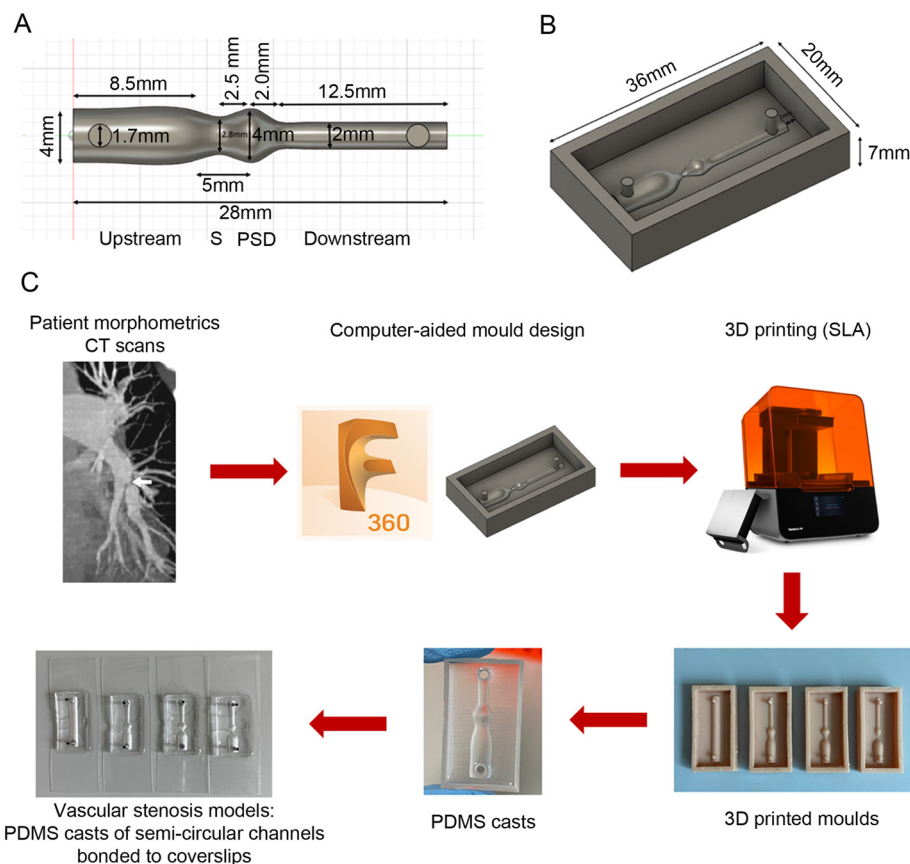 A
B
2.5 mm
2.0mm
8.5mm
12.5mm
4mm
1.7mm
2.8mm
4mm
2mm
5mm
28mm
Upstream
S
PSD
Downstream
36mm
20mm
7mm
C
Patient morphometrics
CT scans
Computer-aided mould design
3D printing (SLA)
360
Vascular stenosis models:
PDMS casts of semi-circular channels
bonded to coverslips
PDMS casts
3D printed moulds